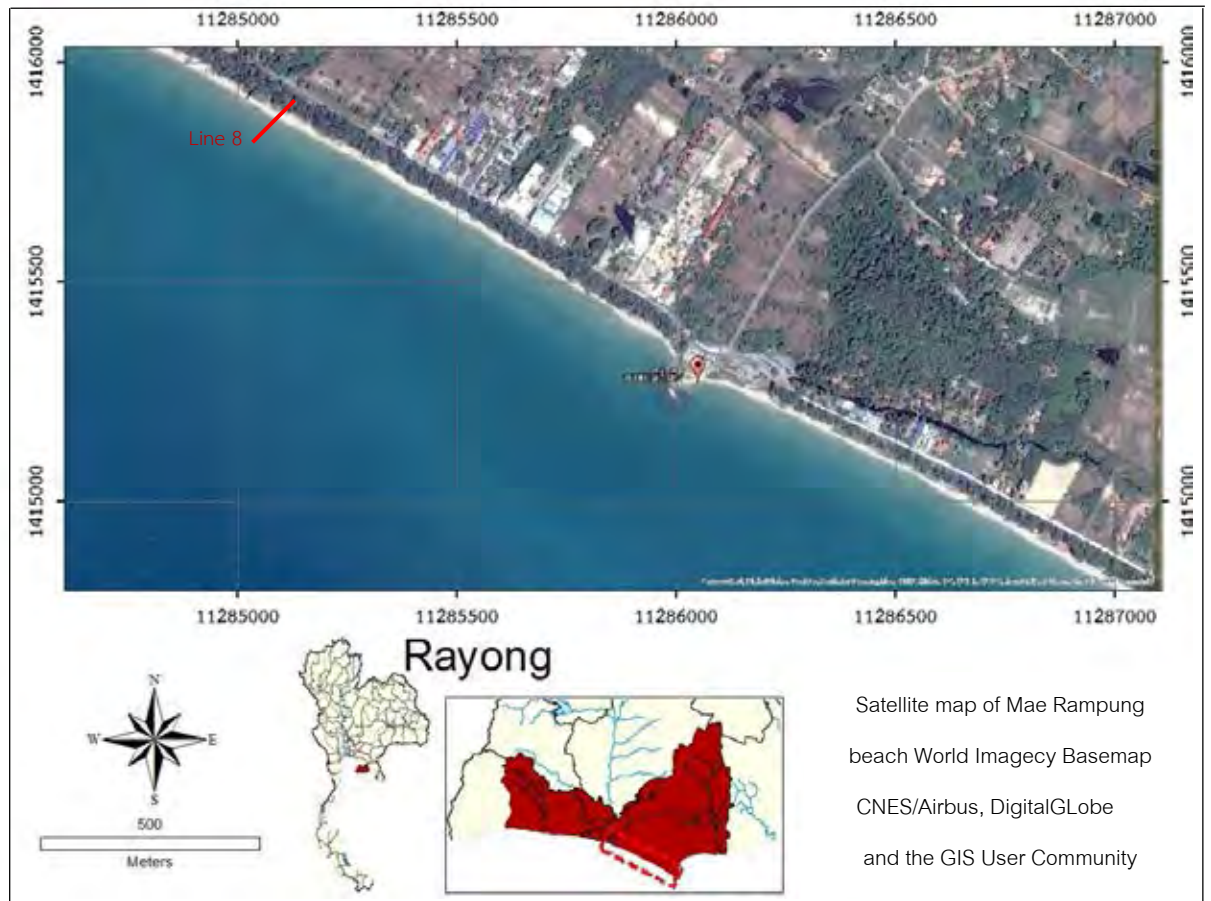 11285000 11285500 11286000 11286500 11287000
1416000
1416000
Line 8
1415500
1415500
1415000
1415000
11285000 11285500 11286000 11286500 11287000
Rayong
N
W E
S
500
Meters
Satellite map of Mae Rampung
beach World Imagecy Basemap
CNES/Airbus, DigitalGLobe
and the GIS User Community